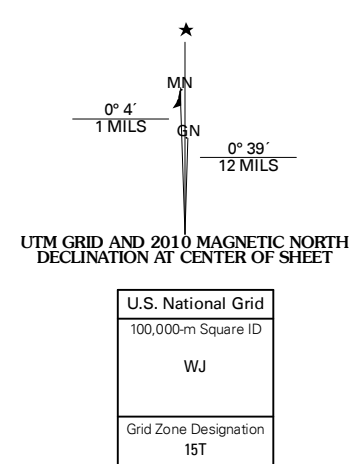 MN
0° 4´
1 MILS
GN
0° 39´
12 MILS
UTM GRID AND 2010 MAGNETIC NORTH
DECLINATION AT CENTER OF SHEET
U.S. National Grid
100,000-m Square ID
WJ
Grid Zone Designation
15T